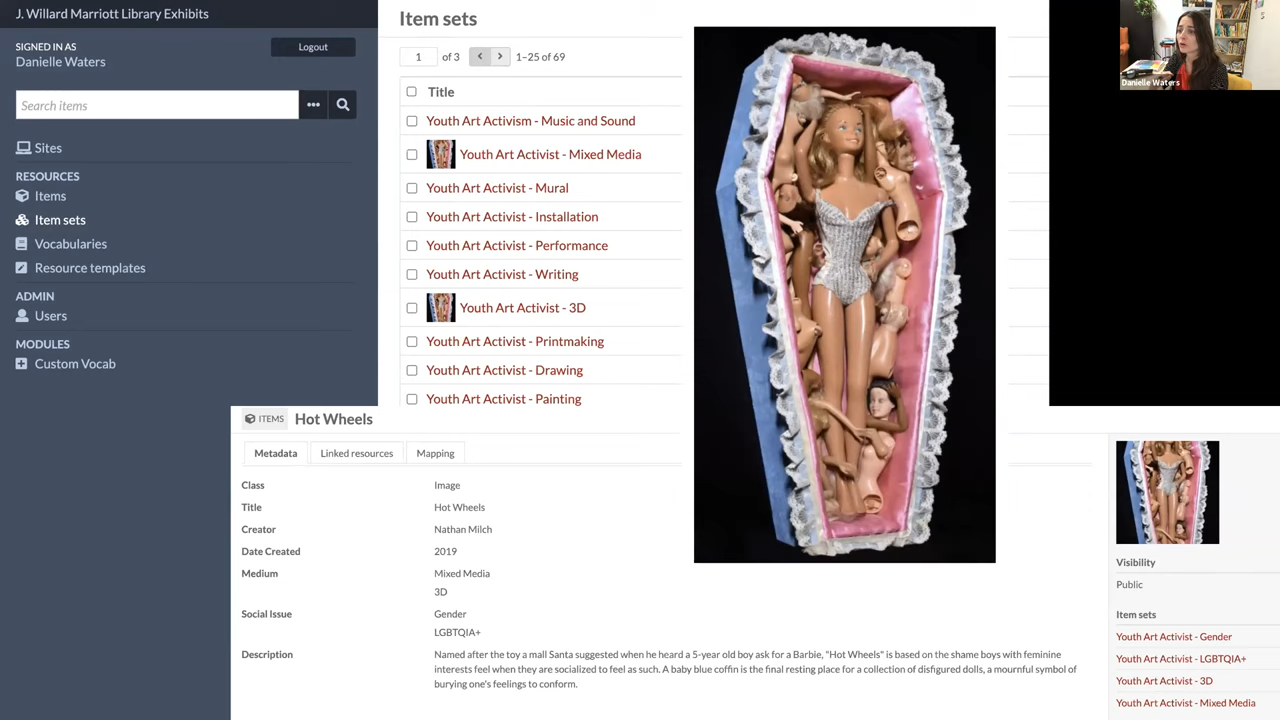 J. Willard Marriott Library Exhibits
SIGNED IN AS
Danielle Waters
Logout
Search items
Sites
RESOURCES
Items
Item sets
Vocabularies
Resource templates
ADMIN
Users
MODULES
Custom Vocab
Item sets
1 of 3 1–25 of 69
Title
Youth Art Activism - Music and Sound
Youth Art Activist - Mixed Media
Youth Art Activist - Mural
Youth Art Activist - Installation
Youth Art Activist - Performance
Youth Art Activist - Writing
Youth Art Activist - 3D
Youth Art Activist - Printmaking
Youth Art Activist - Drawing
Youth Art Activist - Painting
Danielle Waters
ITEMS Hot Wheels
Metadata Linked resources Mapping
Class Image
Title Hot Wheels
Creator Nathan Milch
Date Created 2019
Medium Mixed Media
3D
Social Issue Gender
LGBTQIA+
Description Named after the toy a mall Santa suggested when he heard a 5-year old boy ask for a Barbie, "Hot Wheels" is based on the shame boys with feminine
interests feel when they are socialized to feel as such. A baby blue coffin is the final resting place for a collection of disfigured dolls, a mournful symbol of
burying one's feelings to conform.
Visibility
Public
Item sets
Youth Art Activist - Gender
Youth Art Activist - LGBTQIA+
Youth Art Activist - 3D
Youth Art Activist - Mixed Media